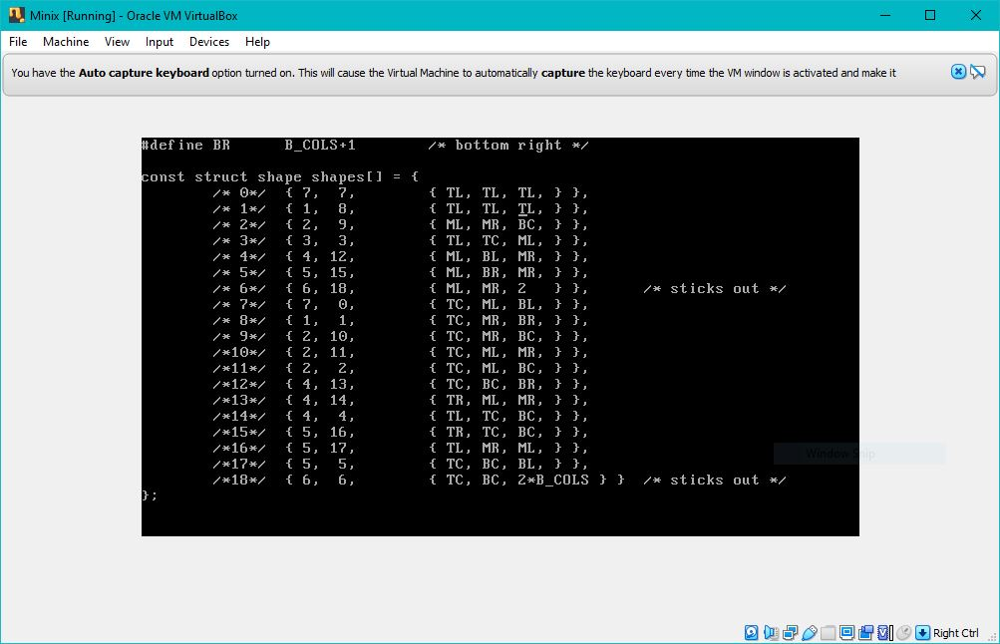 Minix [Running] - Oracle VM VirtualBox
File Machine View Input Devices Help
You have the Auto capture keyboard option turned on. This will cause the Virtual Machine to automatically capture the keyboard every time the VM window is activated and make it
#define BR      B_COLS+1        /* bottom right */
const struct shape shapes[] = {
        /* 0*/  { 7,  7,        { TL, TL, TL, } },
        /* 1*/  { 1,  8,        { TL, TL, TL, } },
        /* 2*/  { 2,  9,        { ML, MR, BC, } },
        /* 3*/  { 3,  3,        { TL, TC, ML, } },
        /* 4*/  { 4, 12,        { ML, BL, MR, } },
        /* 5*/  { 5, 15,        { ML, BR, MR, } },
        /* 6*/  { 6, 18,        { ML, MR, 2   } },      /* sticks out */
        /* 7*/  { 7,  0,        { TC, ML, BL, } },
        /* 8*/  { 1,  1,        { TC, MR, BR, } },
        /* 9*/  { 2, 10,        { TC, MR, BC, } },
        /*10*/  { 2, 11,        { TC, ML, MR, } },
        /*11*/  { 2,  2,        { TC, ML, BC, } },
        /*12*/  { 4, 13,        { TC, BC, BR, } },
        /*13*/  { 4, 14,        { TR, ML, MR, } },
        /*14*/  { 4,  4,        { TL, TC, BC, } },
        /*15*/  { 5, 16,        { TR, TC, BC, } },
        /*16*/  { 5, 17,        { TL, MR, ML, } },
        /*17*/  { 5,  5,        { TC, BC, BL, } },
        /*18*/  { 6,  6,        { TC, BC, 2*B_COLS } }  /* sticks out */
};
Window Snip
Right Ctrl